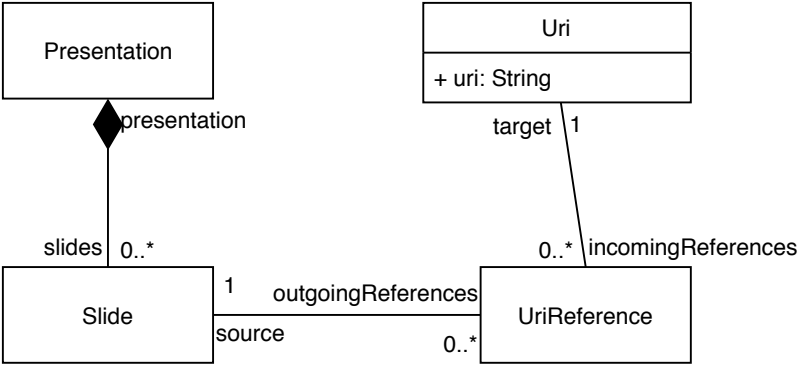 Presentation
Uri
+ uri: String
presentation
target
1
slides
0..*
0..*
incomingReferences
1
outgoingReferences
Slide
UriReference
source
0..*